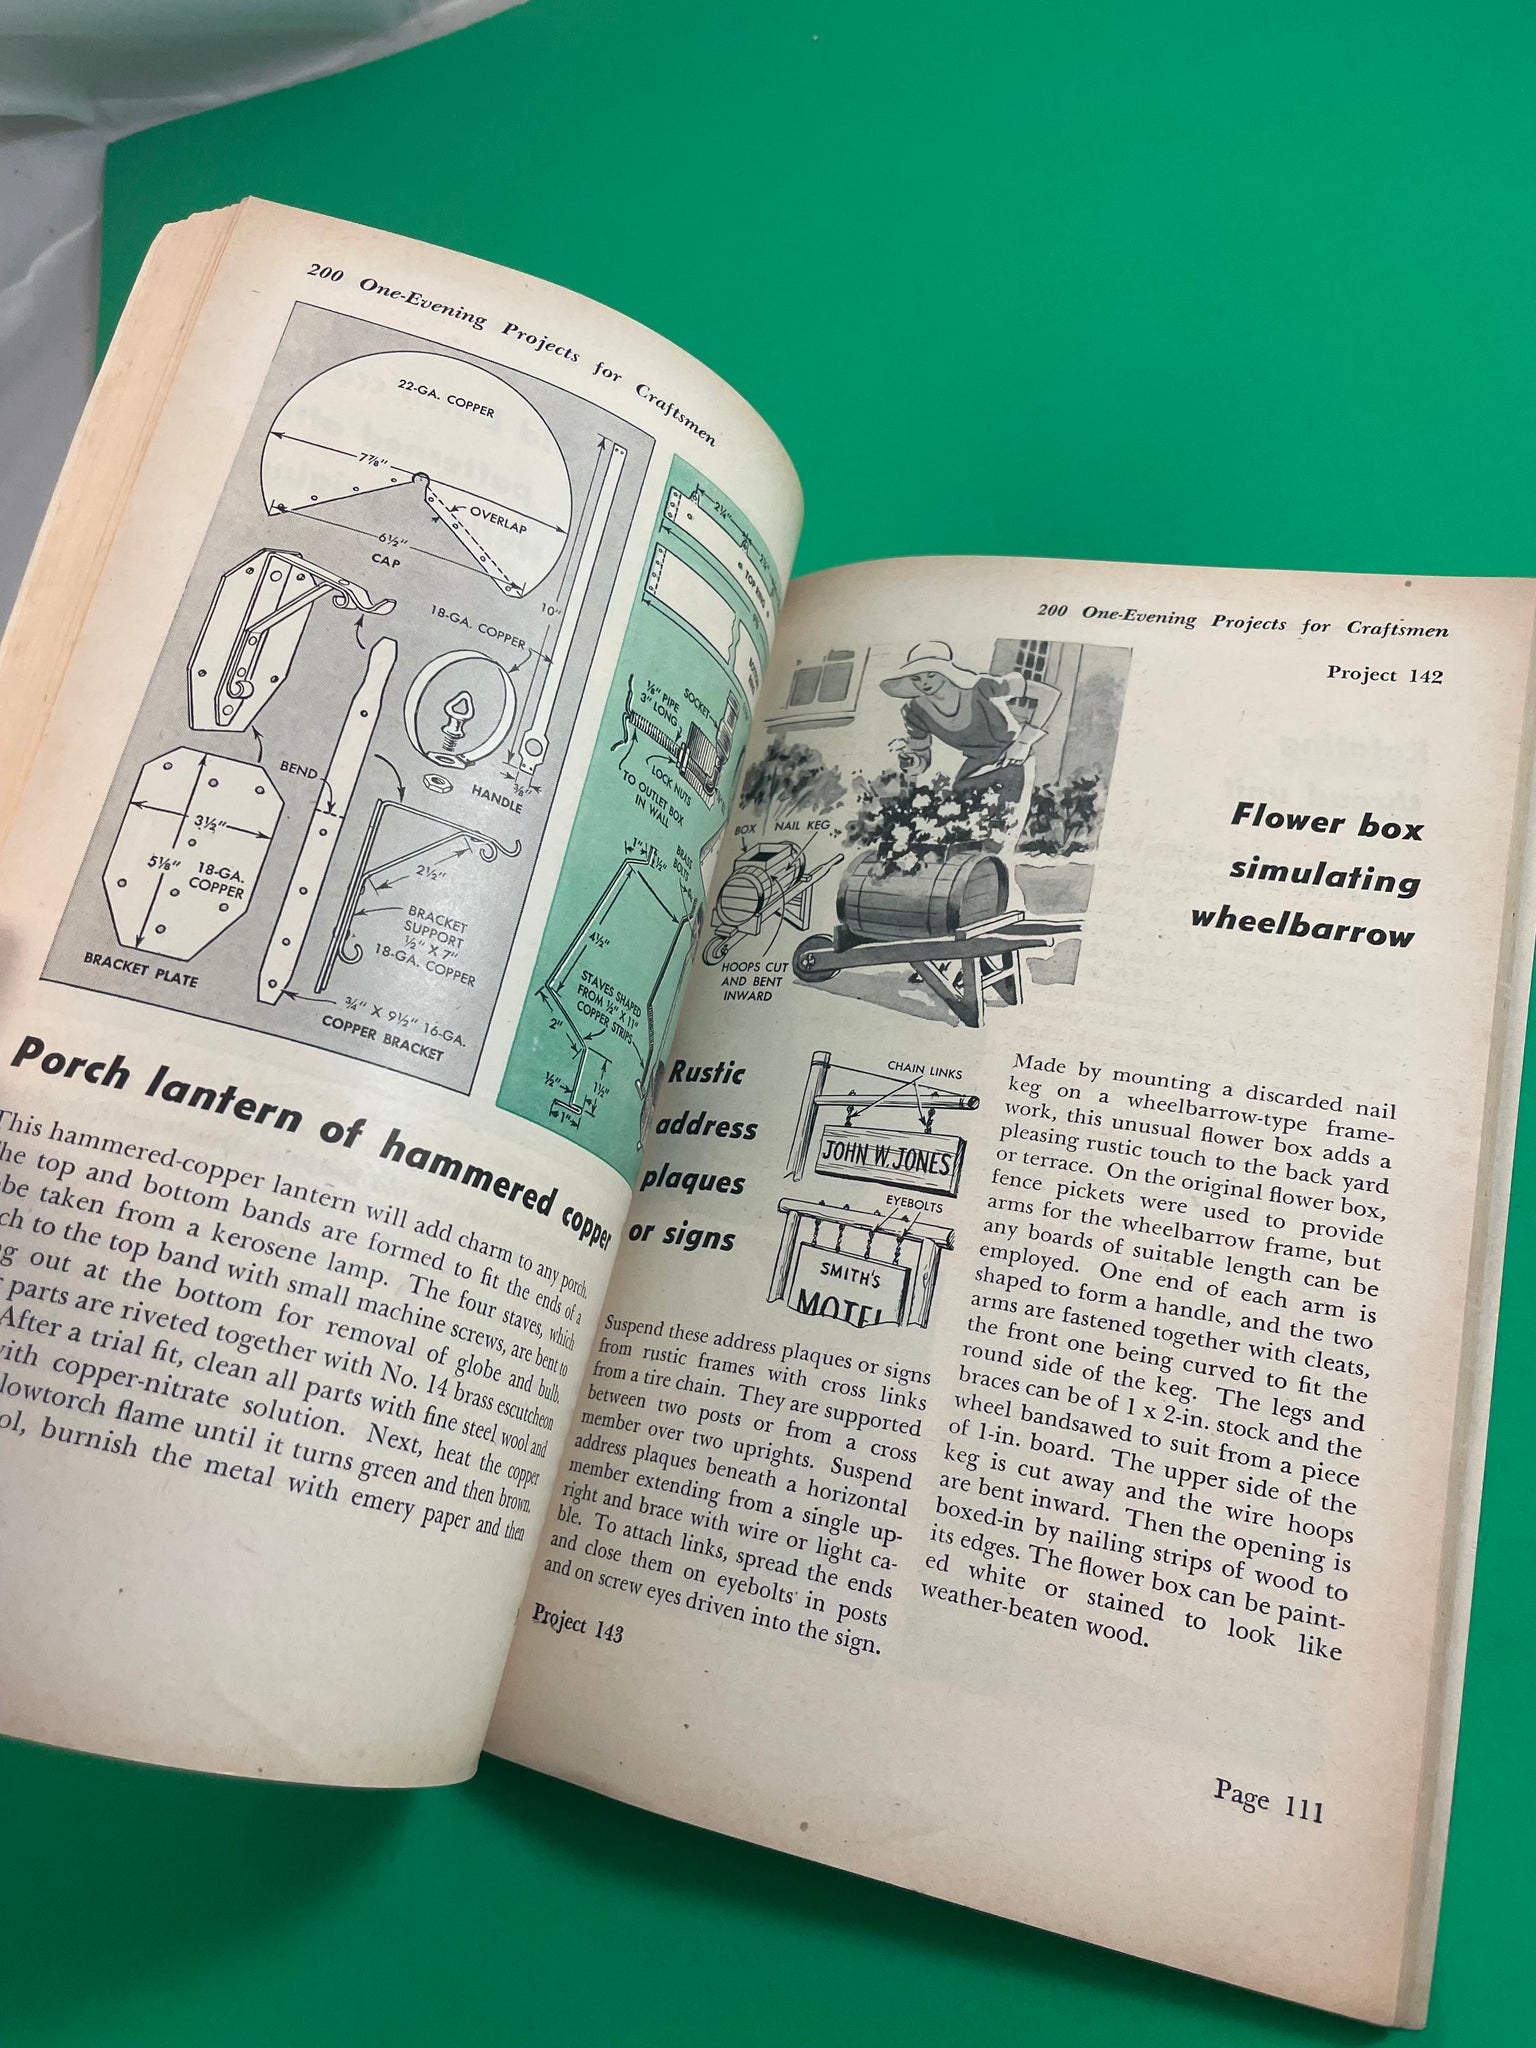 200 One-Evening Projects for Craftsmen
22-GA. COPPER
7⅞"
OVERLAP
6½"
CAP
10"
18-GA. COPPER
HANDLE
⅜"
BEND
3½"
5⅛"
18-GA.
COPPER
BRACKET PLATE
2½"
BRACKET
SUPPORT
½" X 7"
18-GA. COPPER
¾" X 9½" 16-GA.
COPPER BRACKET
2¼"
TOP RING
SOCKET
⅛" PIPE
3" LONG
LOCK NUTS
TO OUTLET BOX
IN WALL
1"
½"
BRASS
BOLTS
4½"
STAVES SHAPED
FROM ½" X 11"
COPPER STRIPS
2"
½"
1½"
1"
Porch lantern of hammered copper
This hammered-copper lantern will add charm to any porch.
The top and bottom bands are formed to fit the ends of a
taken from a kerosene lamp. The four staves, which
to the top band with small machine screws, are bent to
out at the bottom for removal of globe and bulb.
parts are riveted together with No. 14 brass escutcheon
After a trial fit, clean all parts with fine steel wool and
with copper-nitrate solution. Next, heat the copper
flame until it turns green and then brown.
burnish the metal with emery paper and then
200 One-Evening Projects for Craftsmen
Project 142
Flower box
simulating
wheelbarrow
BOX
NAIL KEG
HOOPS CUT
AND BENT
INWARD
Rustic
address
plaques
or signs
CHAIN LINKS
JOHN W. JONES
EYEBOLTS
SMITH'S
MOTEL
Suspend these address plaques or signs
from rustic frames with cross links
from a tire chain. They are supported
between two posts or from a cross
member over two uprights. Suspend
address plaques beneath a horizontal
member extending from a single up-
right and brace with wire or light ca-
ble. To attach links, spread the ends
and close them on eyebolts in posts
and on screw eyes driven into the sign.
Project 143
Made by mounting a discarded nail
keg on a wheelbarrow-type frame-
work, this unusual flower box adds a
pleasing rustic touch to the back yard
or terrace. On the original flower box,
fence pickets were used to provide
arms for the wheelbarrow frame, but
any boards of suitable length can be
employed. One end of each arm is
shaped to form a handle, and the two
arms are fastened together with cleats,
the front one being curved to fit the
round side of the keg. The legs and
braces can be of 1 x 2-in. stock and the
wheel bandsawed to suit from a piece
of 1-in. board. The upper side of the
keg is cut away and the wire hoops
are bent inward. Then the opening is
boxed-in by nailing strips of wood to
its edges. The flower box can be paint-
ed white or stained to look like
weather-beaten wood.
Page 111